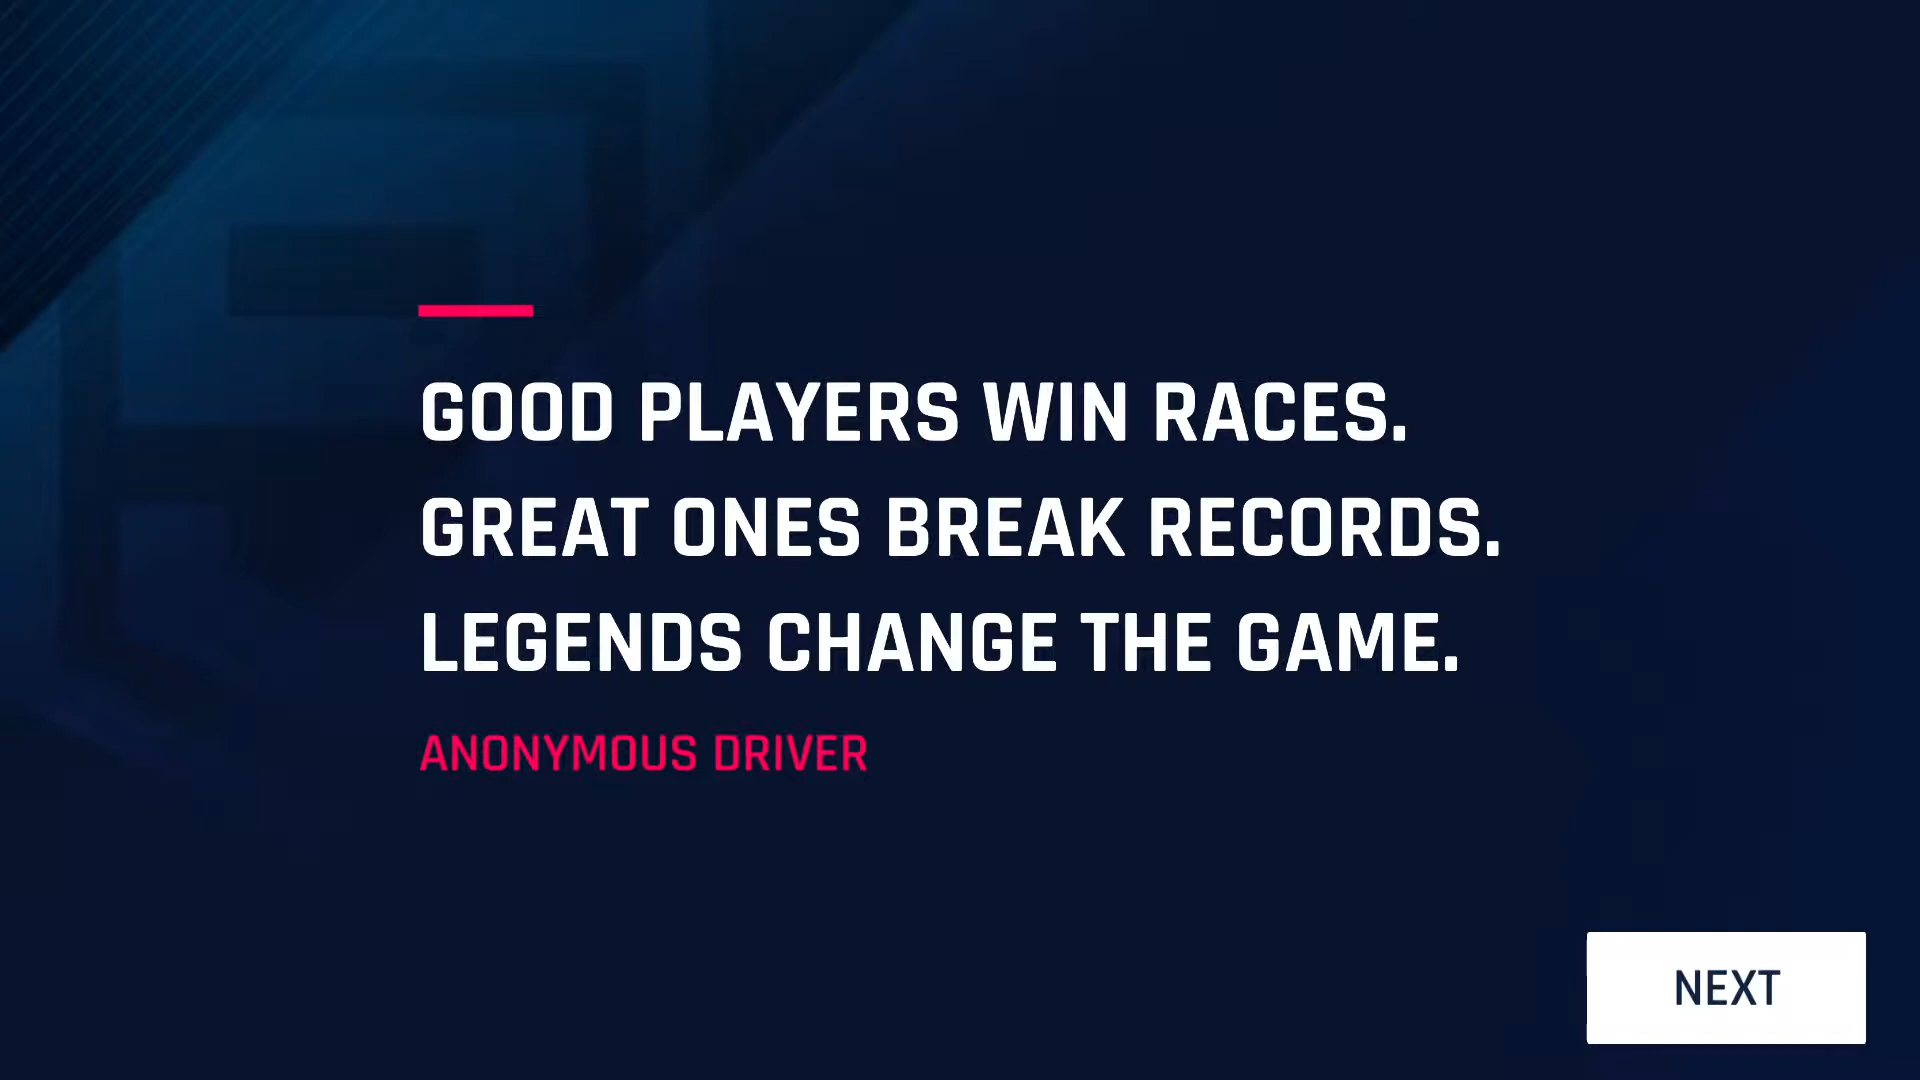 GOOD PLAYERS WIN RACES.
GREAT ONES BREAK RECORDS.
LEGENDS CHANGE THE GAME.
ANONYMOUS DRIVER
NEXT